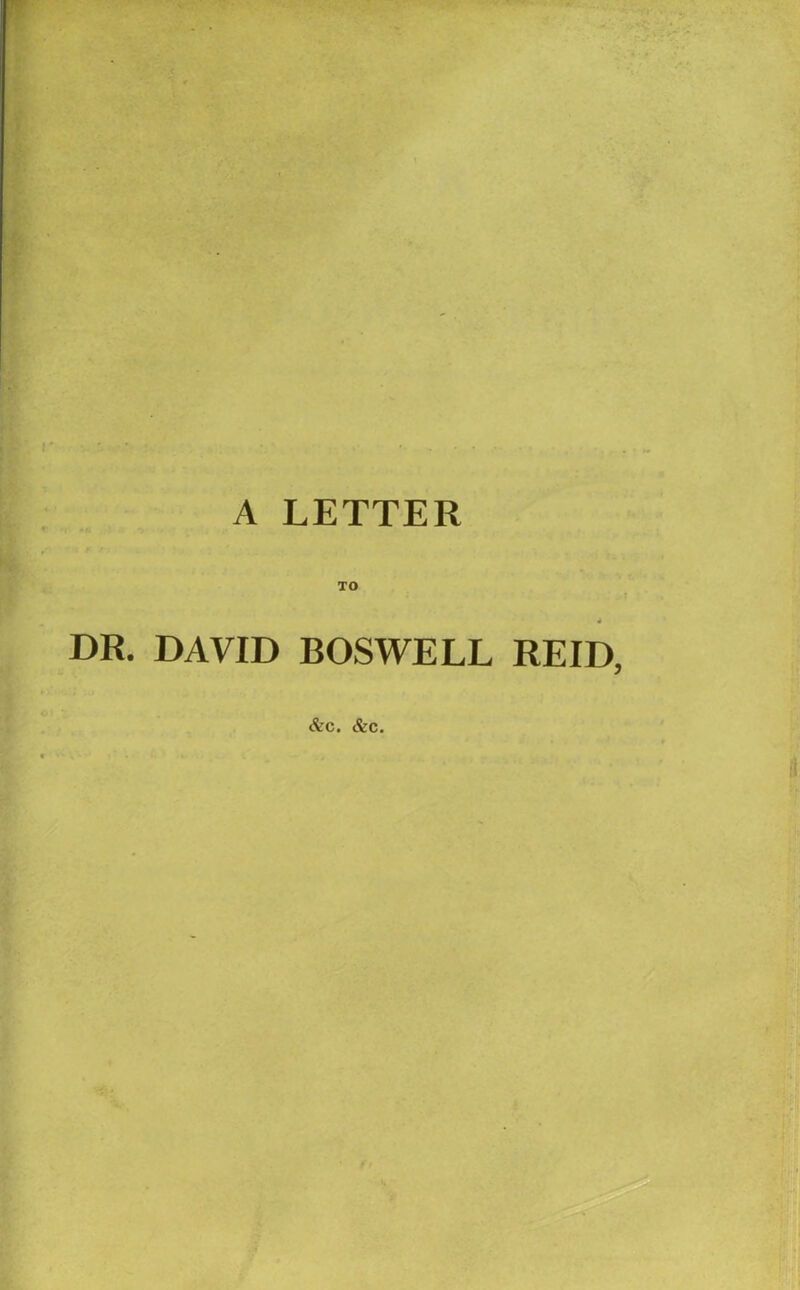 A LETTER
TO
DR. DAVID BOSWELL REID,
&c. &c.